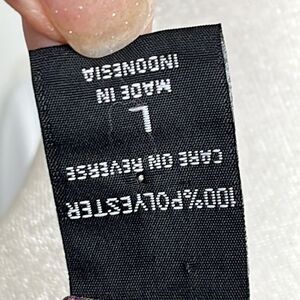 100% POLYESTER
CARE ON REVERSE
L
MADE IN
INDONESIA